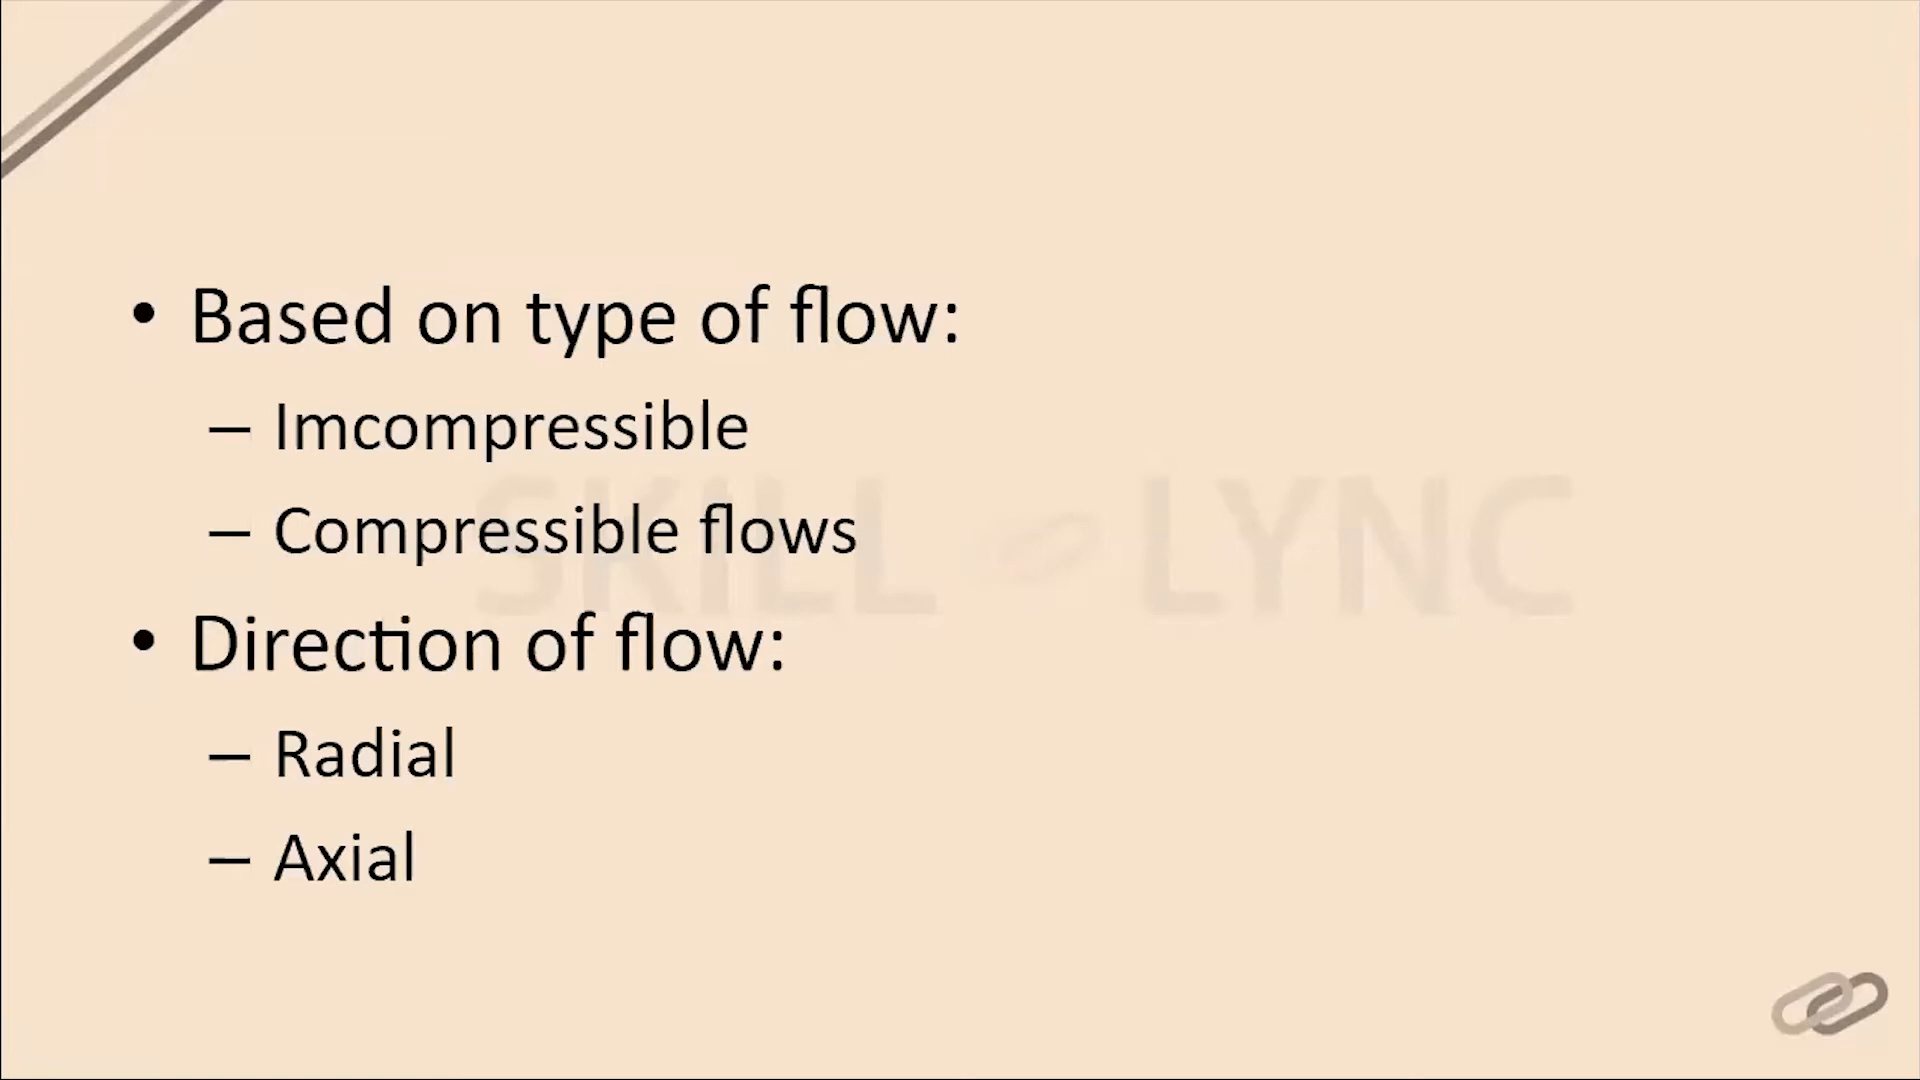 • Based on type of flow:
– Imcompressible
– Compressible flows
SKILL LYNC
• Direction of flow:
– Radial
– Axial